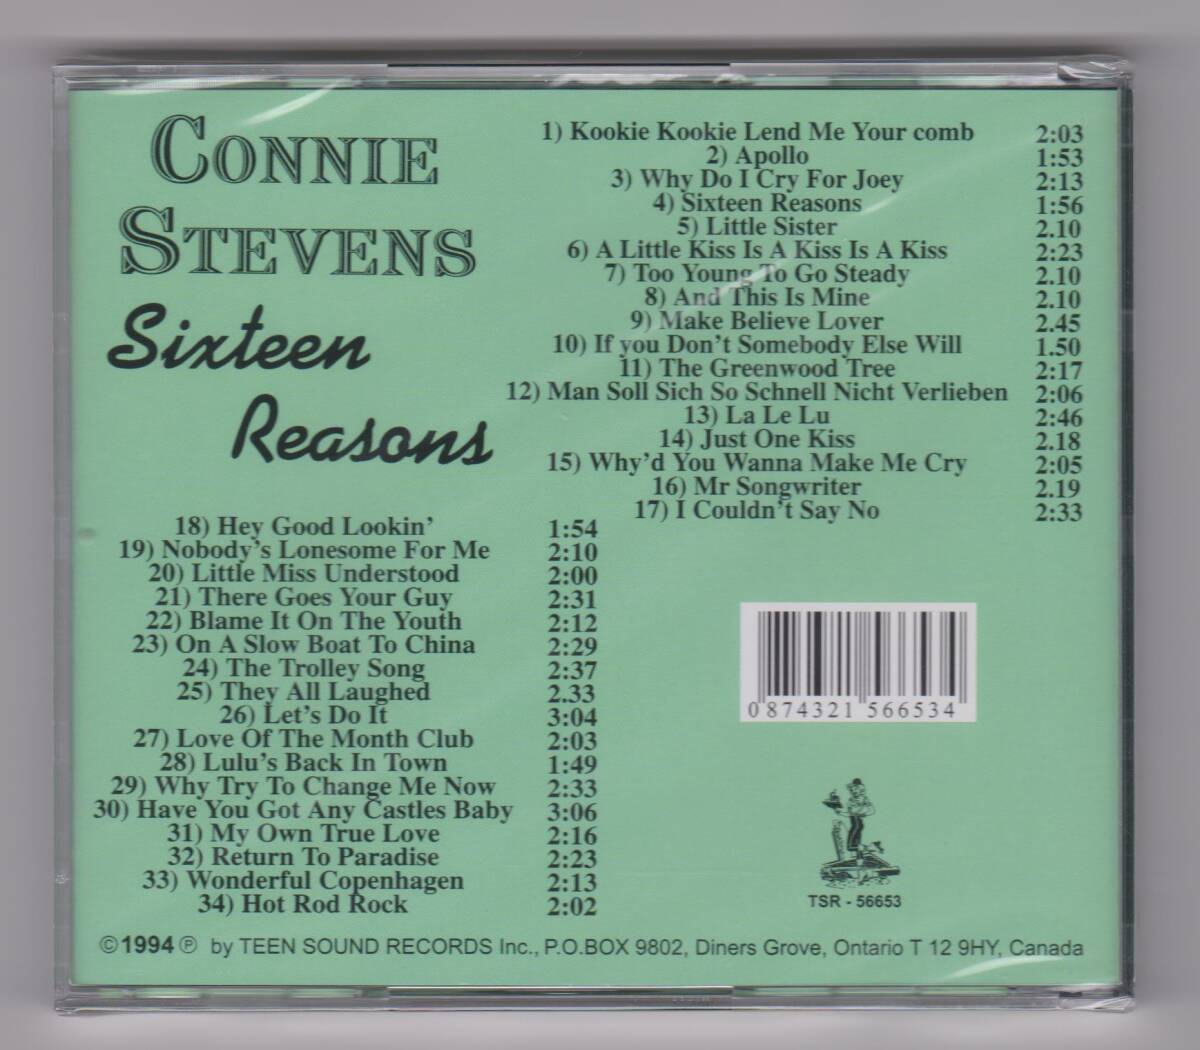 CONNIE
STEVENS
Sixteen
Reasons
1) Kookie Kookie Lend Me Your comb 2:03
2) Apollo 1:53
3) Why Do I Cry For Joey 2:13
4) Sixteen Reasons 1:56
5) Little Sister 2.10
6) A Little Kiss Is A Kiss Is A Kiss 2:23
7) Too Young To Go Steady 2.10
8) And This Is Mine 2.10
9) Make Believe Lover 2.45
10) If you Don't Somebody Else Will 1.50
11) The Greenwood Tree 2:17
12) Man Soll Sich So Schnell Nicht Verlieben 2:06
13) La Le Lu 2:46
14) Just One Kiss 2.18
15) Why'd You Wanna Make Me Cry 2:05
16) Mr Songwriter 2.19
17) I Couldn't Say No 2:33
18) Hey Good Lookin' 1:54
19) Nobody's Lonesome For Me 2:10
20) Little Miss Understood 2:00
21) There Goes Your Guy 2:31
22) Blame It On The Youth 2:12
23) On A Slow Boat To China 2:29
24) The Trolley Song 2:37
25) They All Laughed 2.33
26) Let's Do It 3:04
27) Love Of The Month Club 2:03
28) Lulu's Back In Town 1:49
29) Why Try To Change Me Now 2:33
30) Have You Got Any Castles Baby 3:06
31) My Own True Love 2:16
32) Return To Paradise 2:23
33) Wonderful Copenhagen 2:13
34) Hot Rod Rock 2:02
0 874321 566534
TSR - 56653
©1994 ℗ by TEEN SOUND RECORDS Inc., P.O.BOX 9802, Diners Grove, Ontario T 12 9HY, Canada